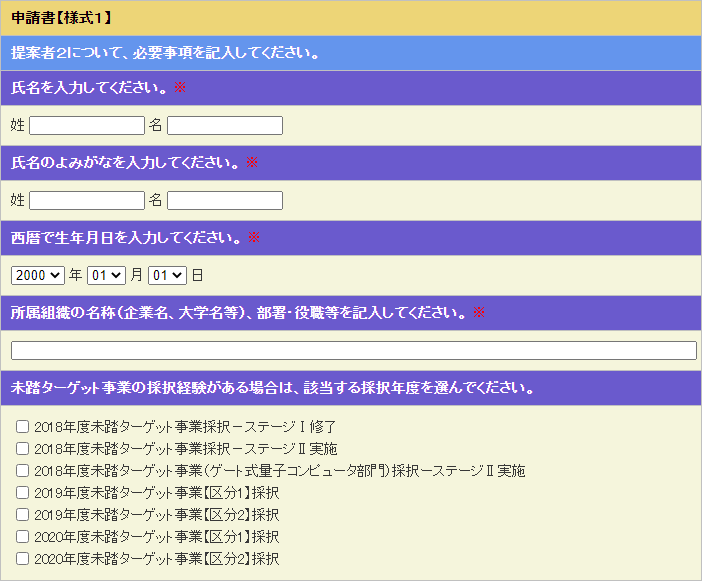 申請書【様式１】
提案者２について、必要事項を記入してください。
氏名を入力してください。 ※
姓 名
氏名のよみがなを入力してください。 ※
姓 名
西暦で生年月日を入力してください。 ※
2000 年 01 月 01 日
所属組織の名称（企業名、大学名等）、部署・役職等を記入してください。 ※
未踏ターゲット事業の採択経験がある場合は、該当する採択年度を選んでください。
2018年度未踏ターゲット事業採択－ステージⅠ修了
2018年度未踏ターゲット事業採択－ステージⅡ実施
2018年度未踏ターゲット事業（ゲート式量子コンピュータ部門）採択ーステージⅡ実施
2019年度未踏ターゲット事業【区分1】採択
2019年度未踏ターゲット事業【区分2】採択
2020年度未踏ターゲット事業【区分1】採択
2020年度未踏ターゲット事業【区分2】採択